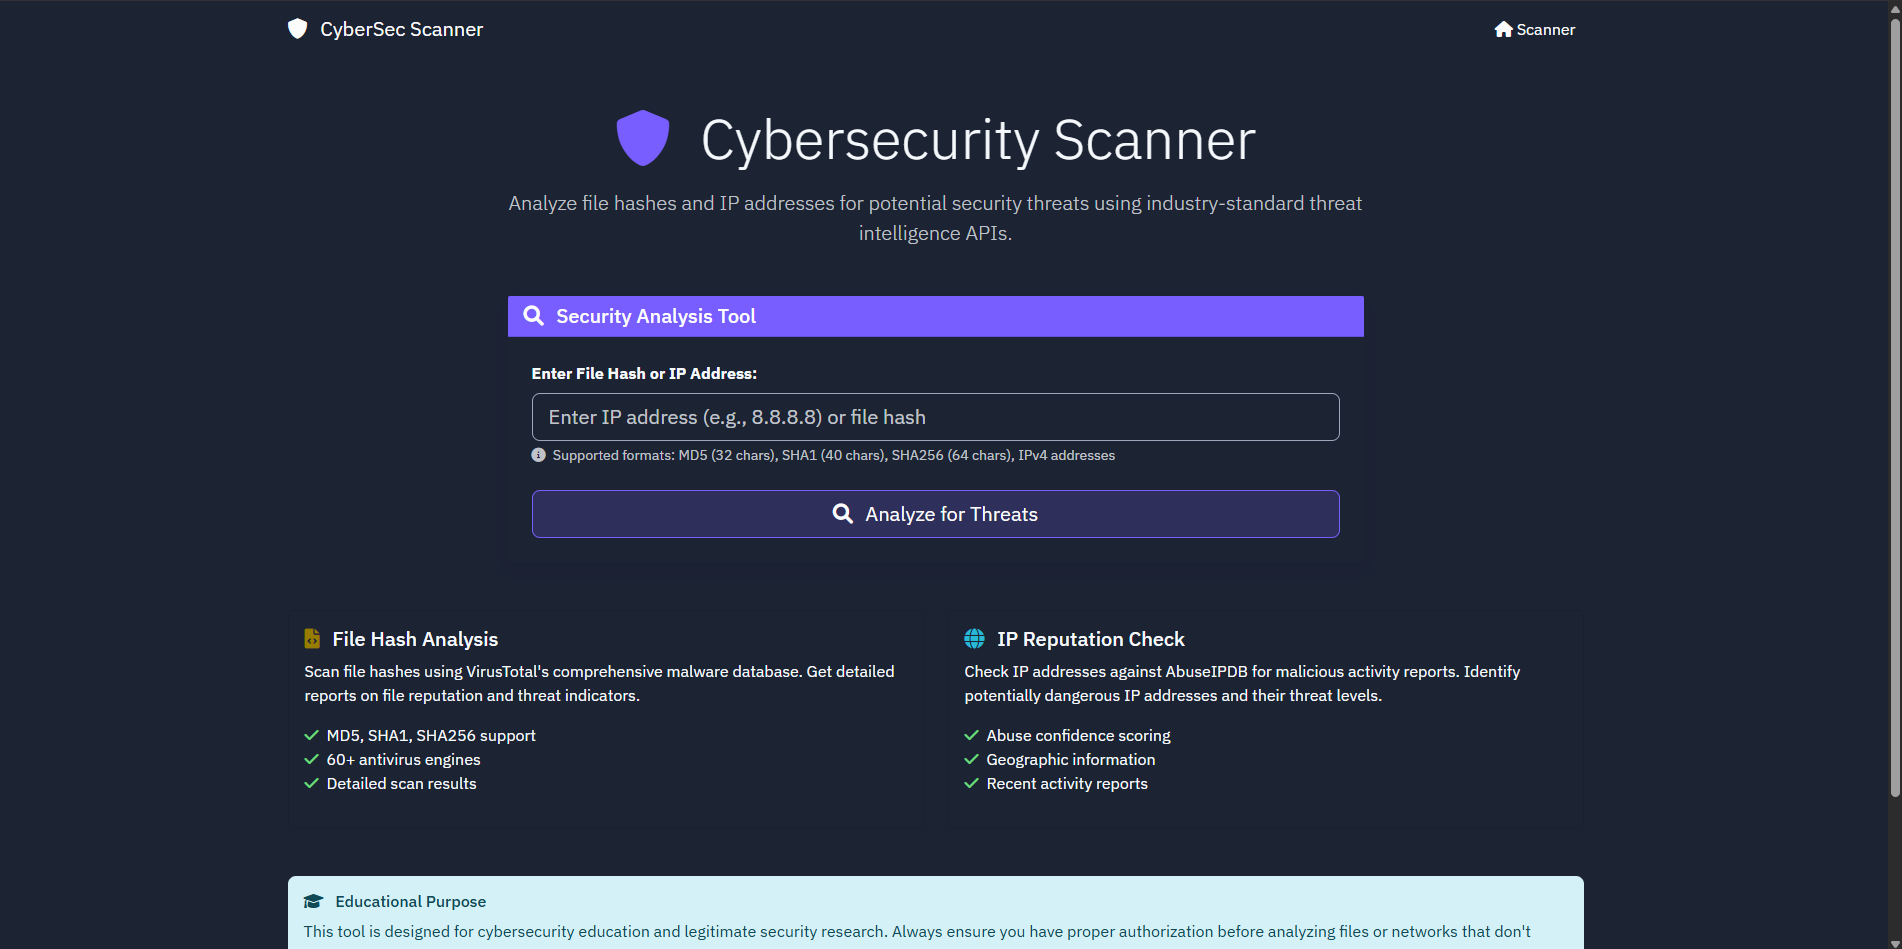 CyberSec Scanner
Scanner
Cybersecurity Scanner
Analyze file hashes and IP addresses for potential security threats using industry-standard threat
intelligence APIs.
Security Analysis Tool
Enter File Hash or IP Address:
Enter IP address (e.g., 8.8.8.8) or file hash
Supported formats: MD5 (32 chars), SHA1 (40 chars), SHA256 (64 chars), IPv4 addresses
Analyze for Threats
File Hash Analysis
Scan file hashes using VirusTotal's comprehensive malware database. Get detailed
reports on file reputation and threat indicators.
MD5, SHA1, SHA256 support
60+ antivirus engines
Detailed scan results
IP Reputation Check
Check IP addresses against AbuseIPDB for malicious activity reports. Identify
potentially dangerous IP addresses and their threat levels.
Abuse confidence scoring
Geographic information
Recent activity reports
Educational Purpose
This tool is designed for cybersecurity education and legitimate security research. Always ensure you have proper authorization before analyzing files or networks that don't